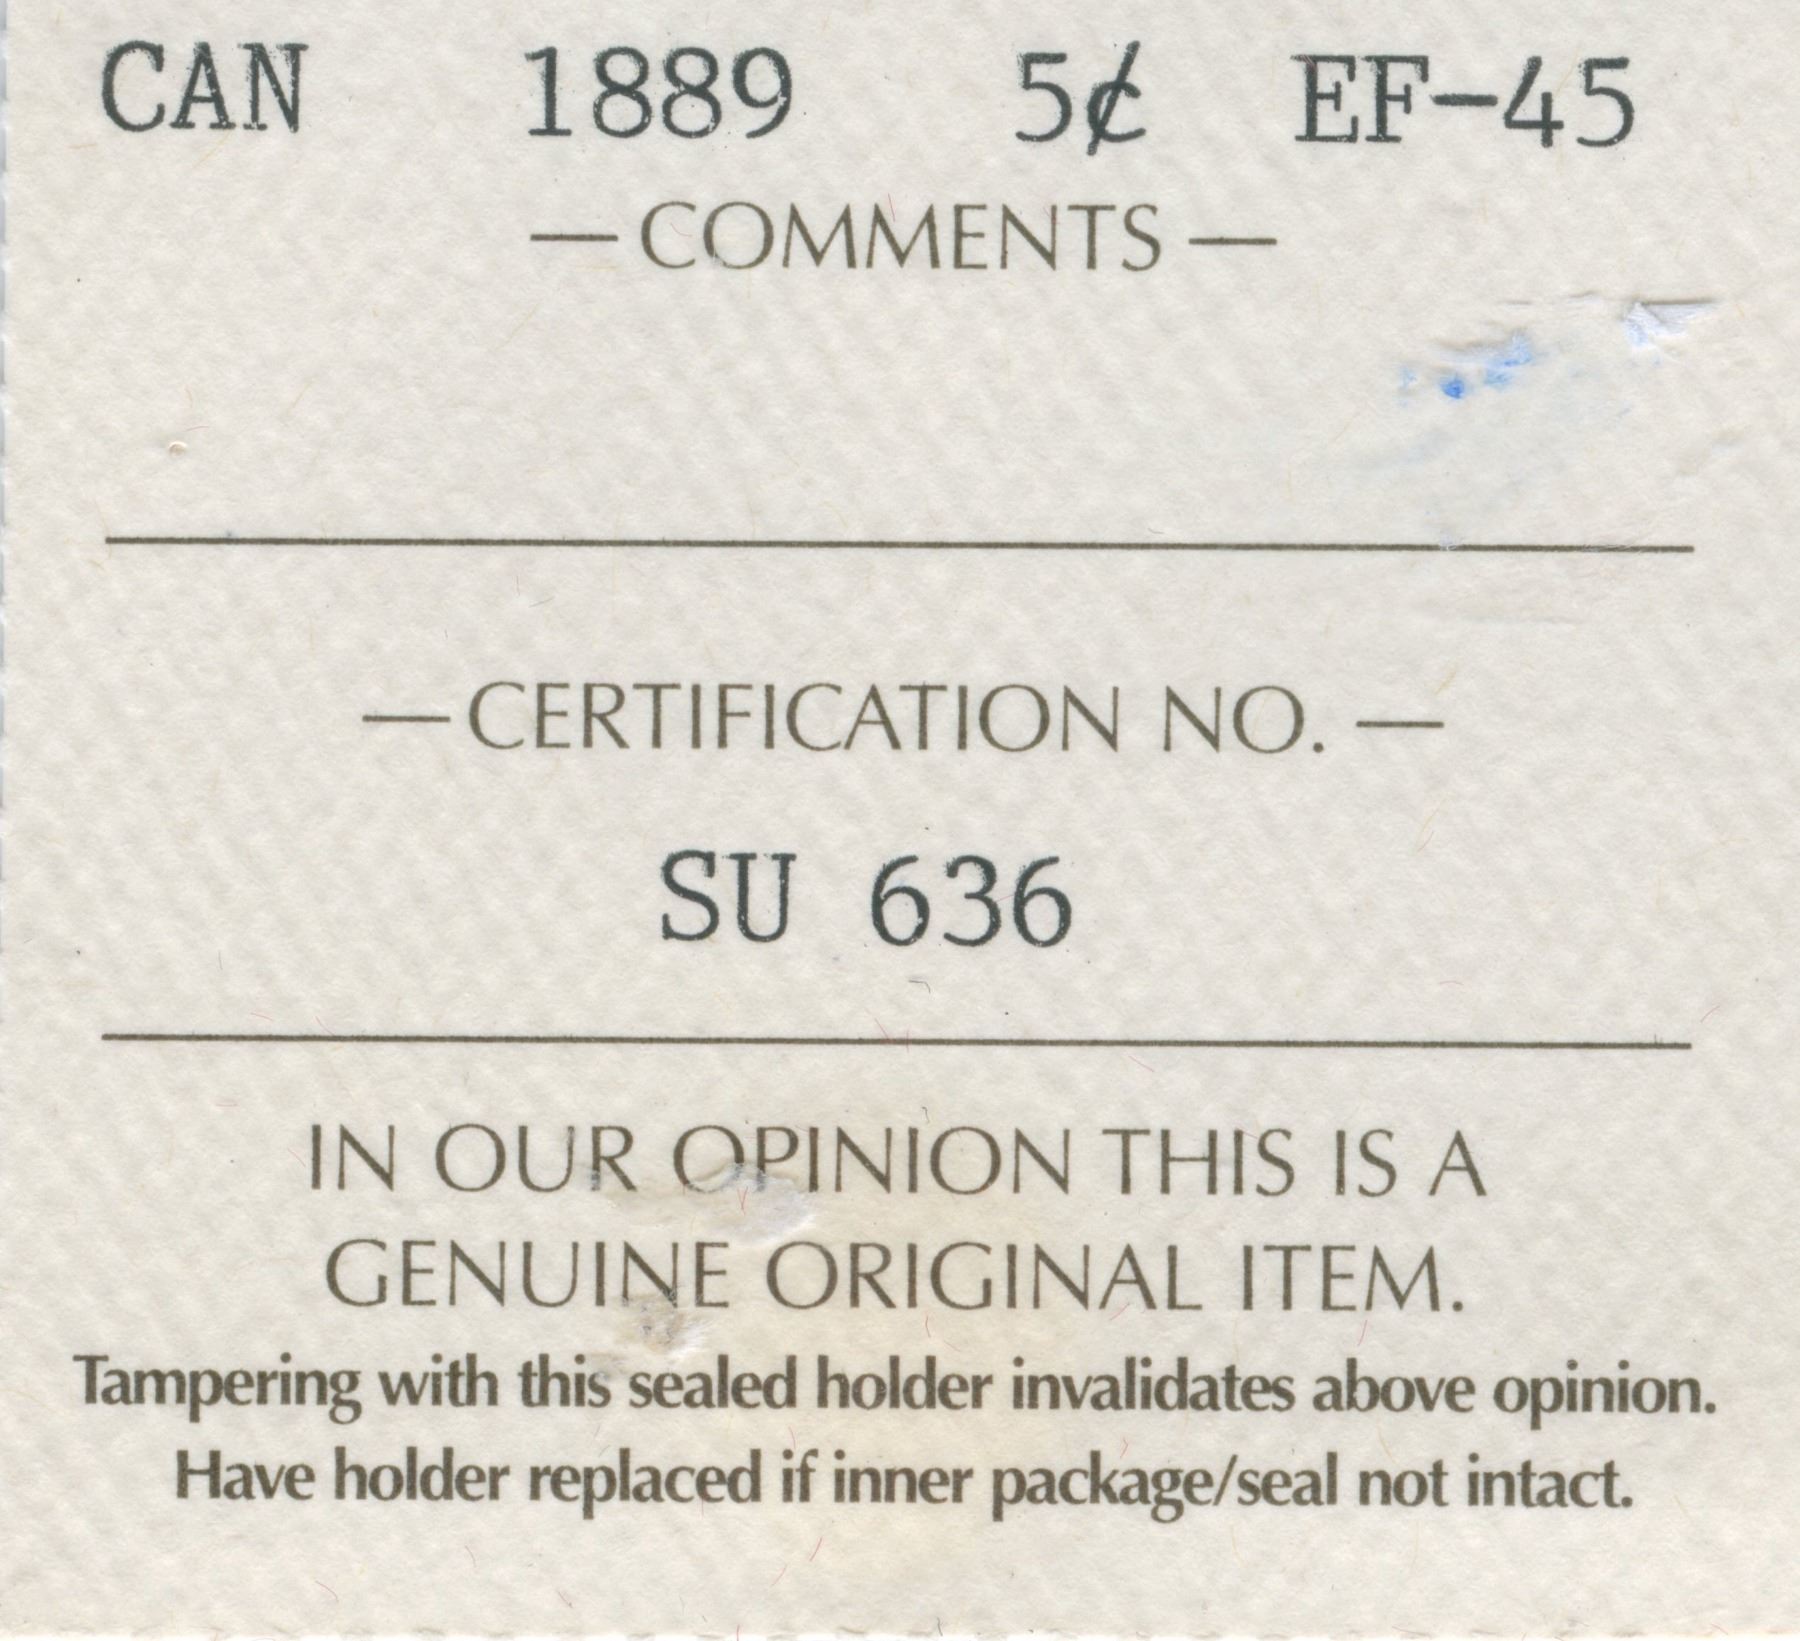 CAN 1889 5¢ EF-45
— COMMENTS —
— CERTIFICATION NO. —
SU 636
IN OUR OPINION THIS IS A
GENUINE ORIGINAL ITEM.
Tampering with this sealed holder invalidates above opinion.
Have holder replaced if inner package/seal not intact.